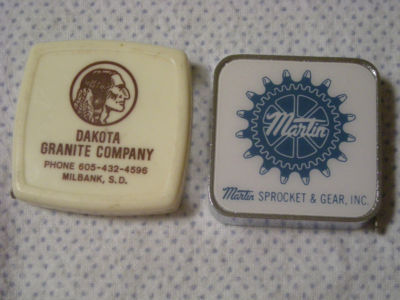 DAKOTA
GRANITE COMPANY
PHONE 605-432-4596
MILBANK, S.D.
Martin
Martin SPROCKET & GEAR, INC.